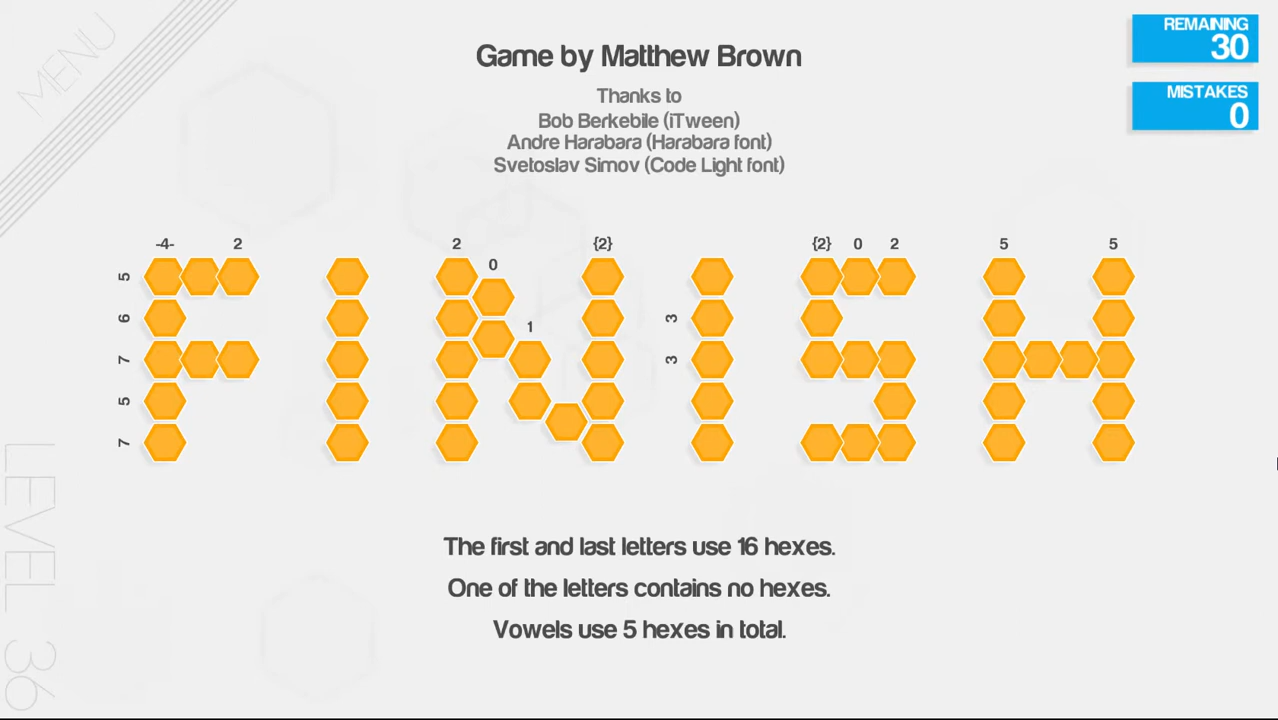 MENU
REMAINING
30
MISTAKES
0
Game by Matthew Brown
Thanks to
Bob Berkebile (iTween)
Andre Harabara (Harabara font)
Svetoslav Simov (Code Light font)
-4- 2 2 {2} {2} 0 2 5 5
0
1
5
6 3
7 3
5
7
LEVEL 36
The first and last letters use 16 hexes.
One of the letters contains no hexes.
Vowels use 5 hexes in total.